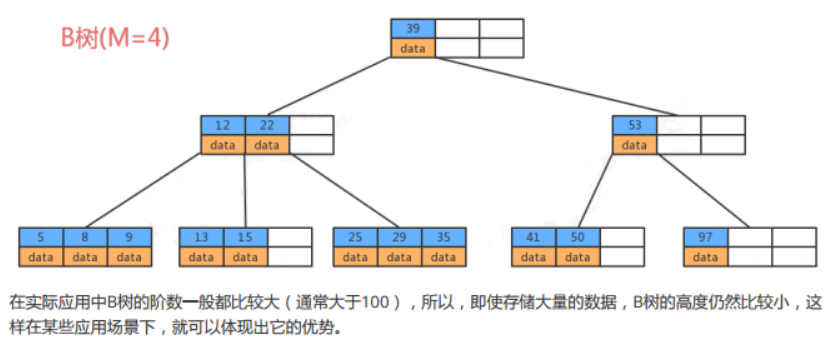 B树(M=4)
39
data
12 22
data data
53
data
5 8 9
data data data
13 15
data data
25 29 35
data data data
41 50
data data
97
data
在实际应用中B树的阶数一般都比较大（通常大于100），所以，即使存储大量的数据，B树的高度仍然比较小，这
样在某些应用场景下，就可以体现出它的优势。